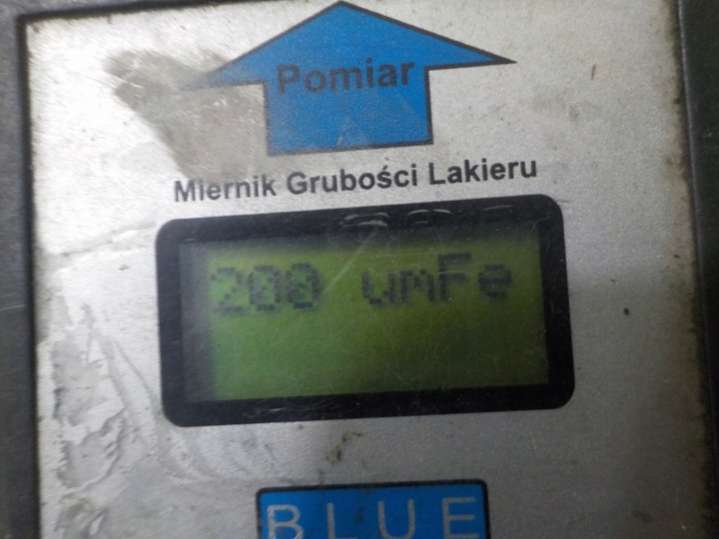 Pomiar
Miernik Grubości Lakieru
200 umFe
BLUE